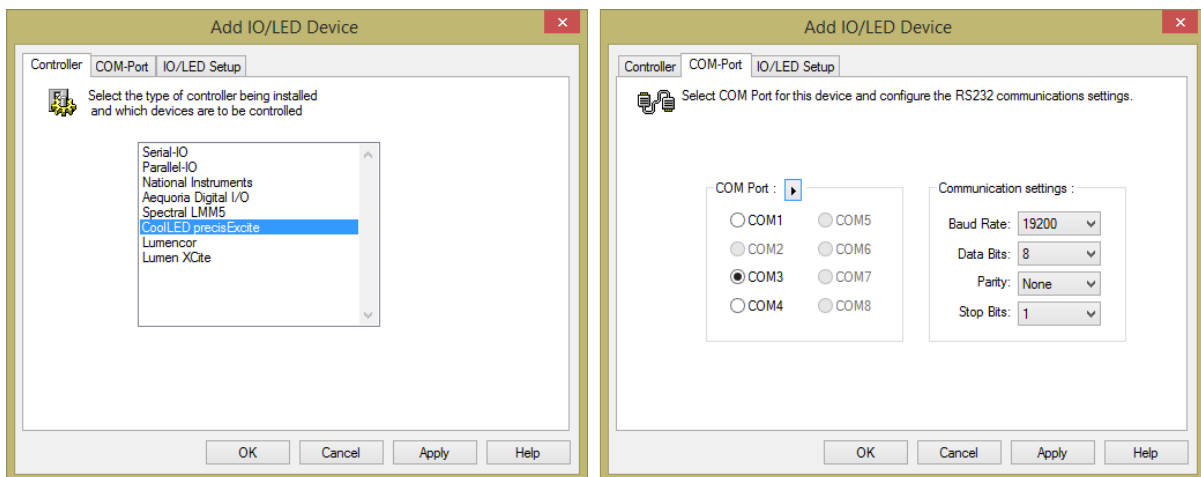 Add IO/LED Device
Controller COM-Port IO/LED Setup
Select the type of controller being installed
and which devices are to be controlled
Serial-IO
Parallel-IO
National Instruments
Aequoria Digital I/O
Spectral LMM5
CoolLED precisExcite
Lumencor
Lumen XCite
OK Cancel Apply Help
Add IO/LED Device
Controller COM-Port IO/LED Setup
Select COM Port for this device and configure the RS232 communications settings.
COM Port :
COM1 COM5
COM2 COM6
COM3 COM7
COM4 COM8
Communication settings :
Baud Rate: 19200
Data Bits: 8
Parity: None
Stop Bits: 1
OK Cancel Apply Help